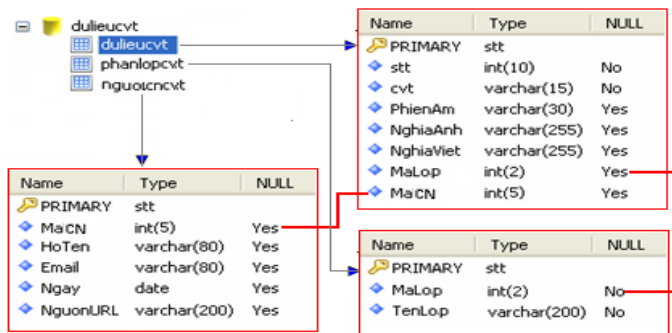 dulieucvt
dulieucvt
phanlopcvt
nguoicncvt
Name Type NULL
PRIMARY stt
stt int(10) No
cvt varchar(15) No
PhienAm varchar(30) Yes
NghiaAnh varchar(255) Yes
NghiaViet varchar(255) Yes
MaLop int(2) Yes
MaCN int(5) Yes
Name Type NULL
PRIMARY stt
MaCN int(5) Yes
HoTen varchar(80) Yes
Email varchar(80) Yes
Ngay date Yes
NguonURL varchar(200) Yes
Name Type NULL
PRIMARY stt
MaLop int(2) No
TenLop varchar(200) No